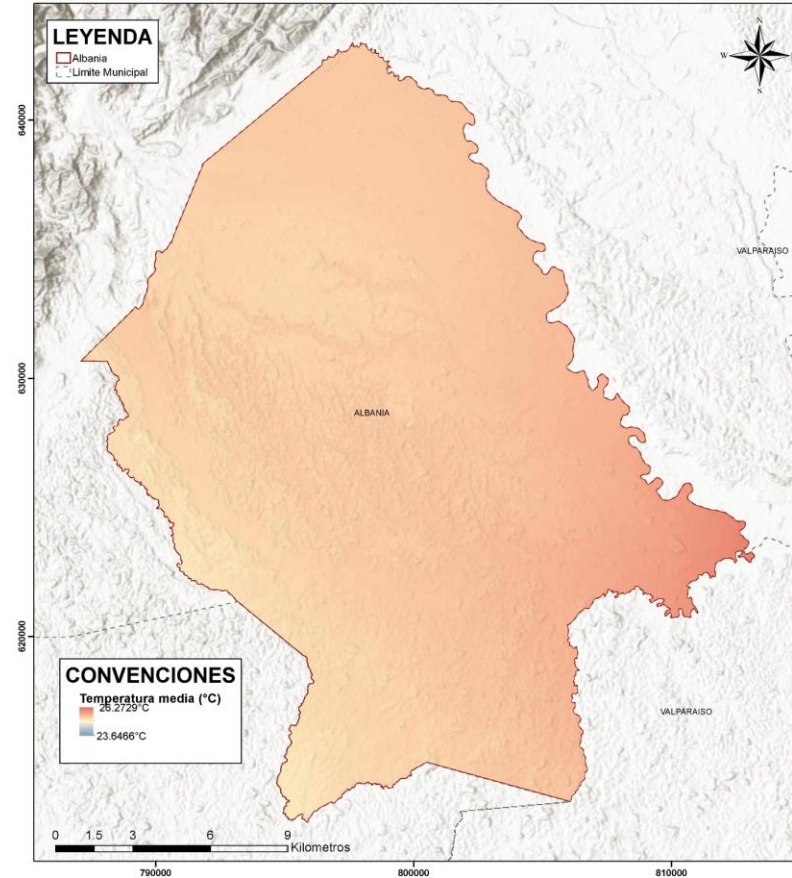 LEYENDA
Albania
Limite Municipal
N
W
S
640000
VALPARAISO
630000
ALBANIA
620000
CONVENCIONES
Temperatura media (°C)
26.2729°C
23.6466°C
VALPARAISO
0 1.5 3 6 9
Kilometros
790000 800000 810000